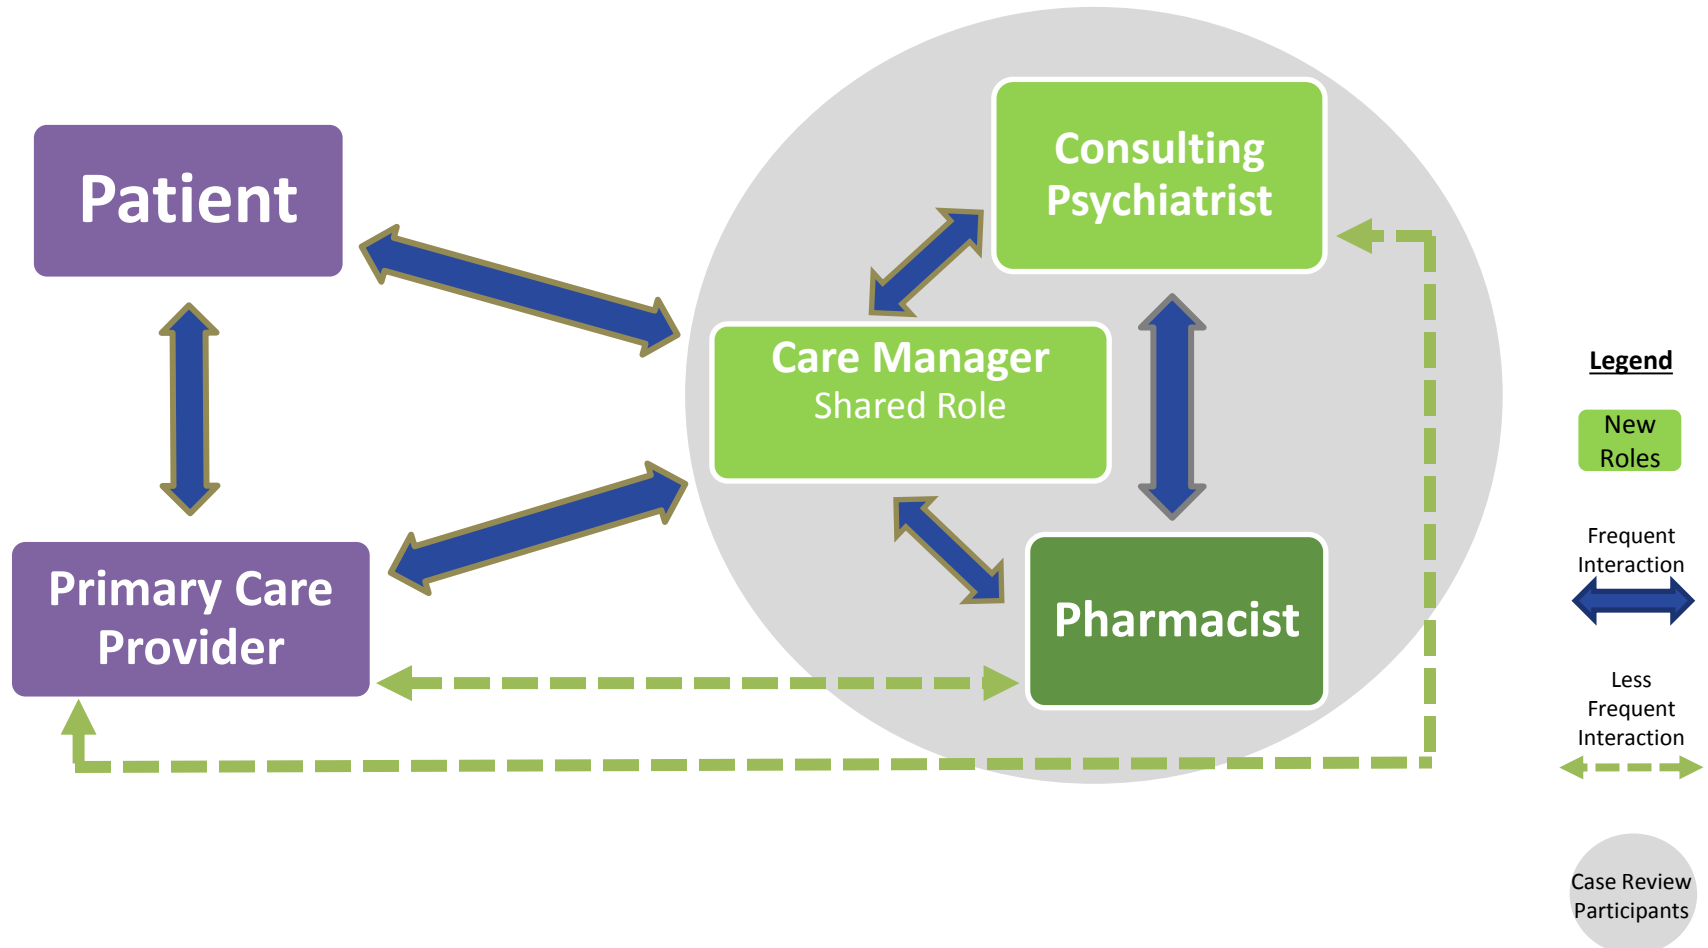 Patient
Consulting
Psychiatrist
Care Manager
Shared Role
Primary Care
Provider
Pharmacist
Legend
New
Roles
Frequent
Interaction
Less
Frequent
Interaction
Case Review
Participants